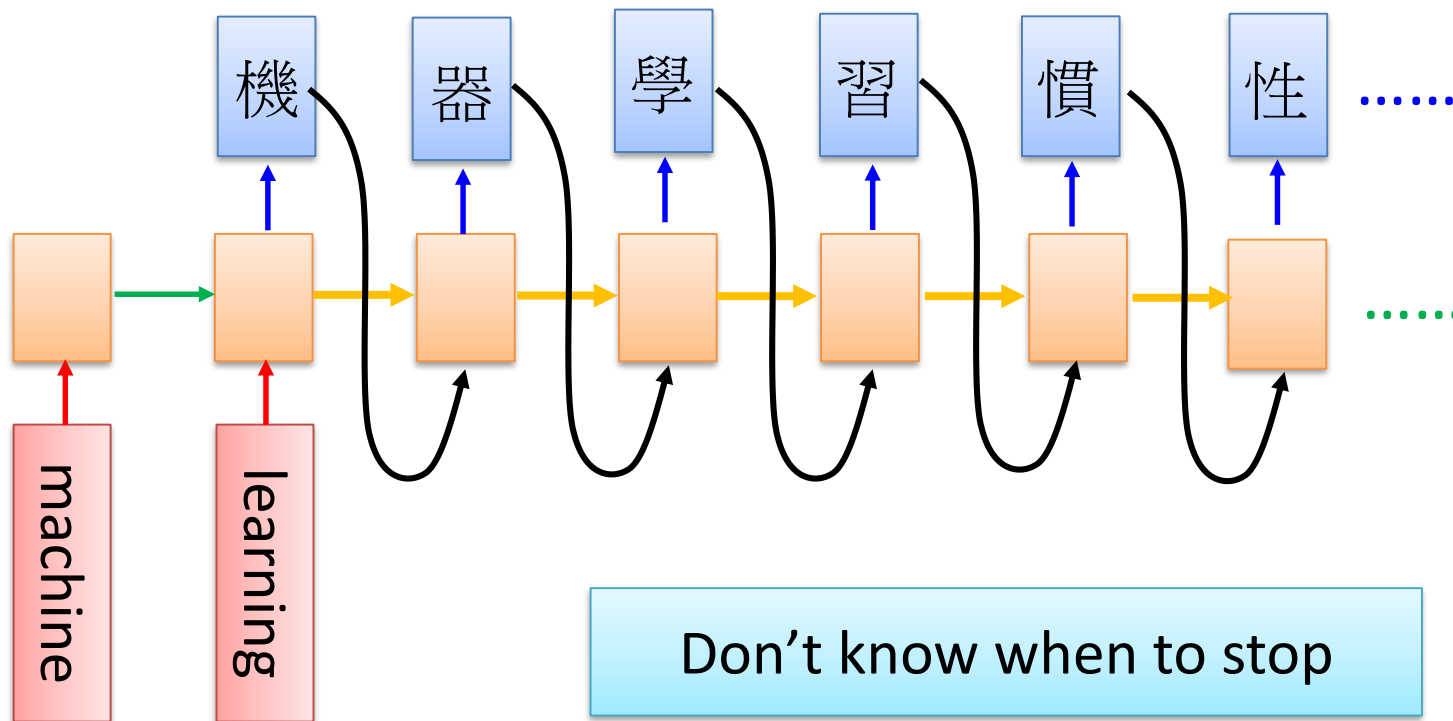 機 器 學 習 慣 性 ......
......
machine
learning
Don’t know when to stop